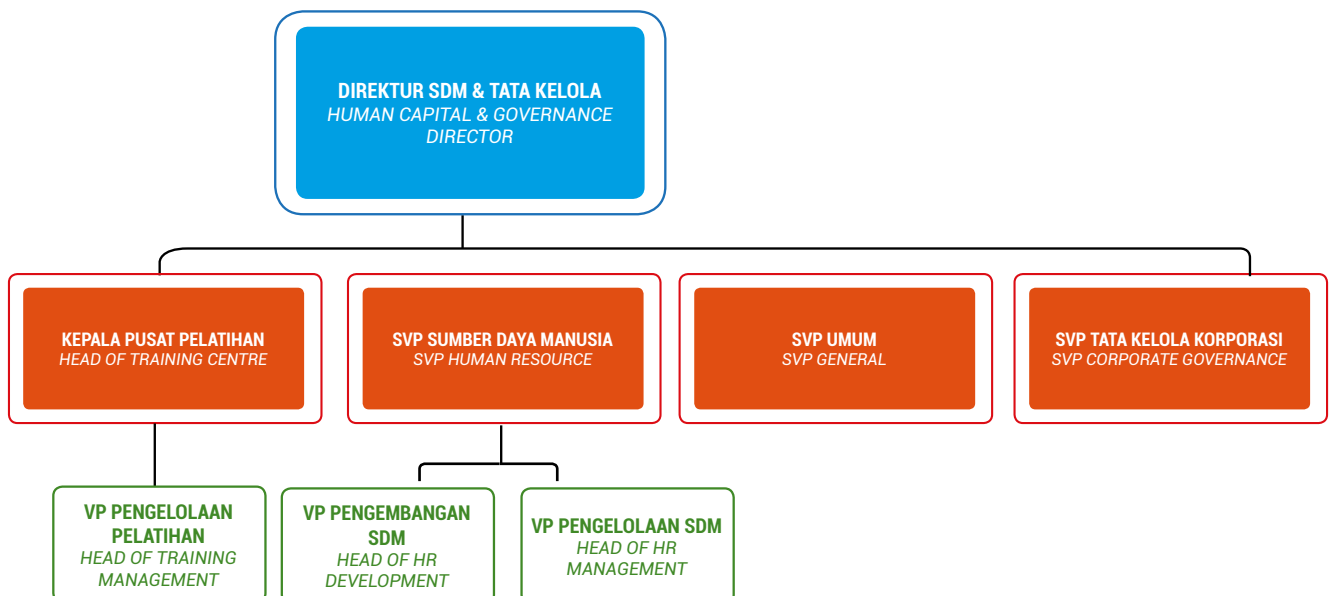 DIREKTUR SDM & TATA KELOLA
HUMAN CAPITAL & GOVERNANCE
DIRECTOR
KEPALA PUSAT PELATIHAN
HEAD OF TRAINING CENTRE
SVP SUMBER DAYA MANUSIA
SVP HUMAN RESOURCE
SVP UMUM
SVP GENERAL
SVP TATA KELOLA KORPORASI
SVP CORPORATE GOVERNANCE
VP PENGELOLAAN
PELATIHAN
HEAD OF TRAINING
MANAGEMENT
VP PENGEMBANGAN
SDM
HEAD OF HR
DEVELOPMENT
VP PENGELOLAAN SDM
HEAD OF HR
MANAGEMENT